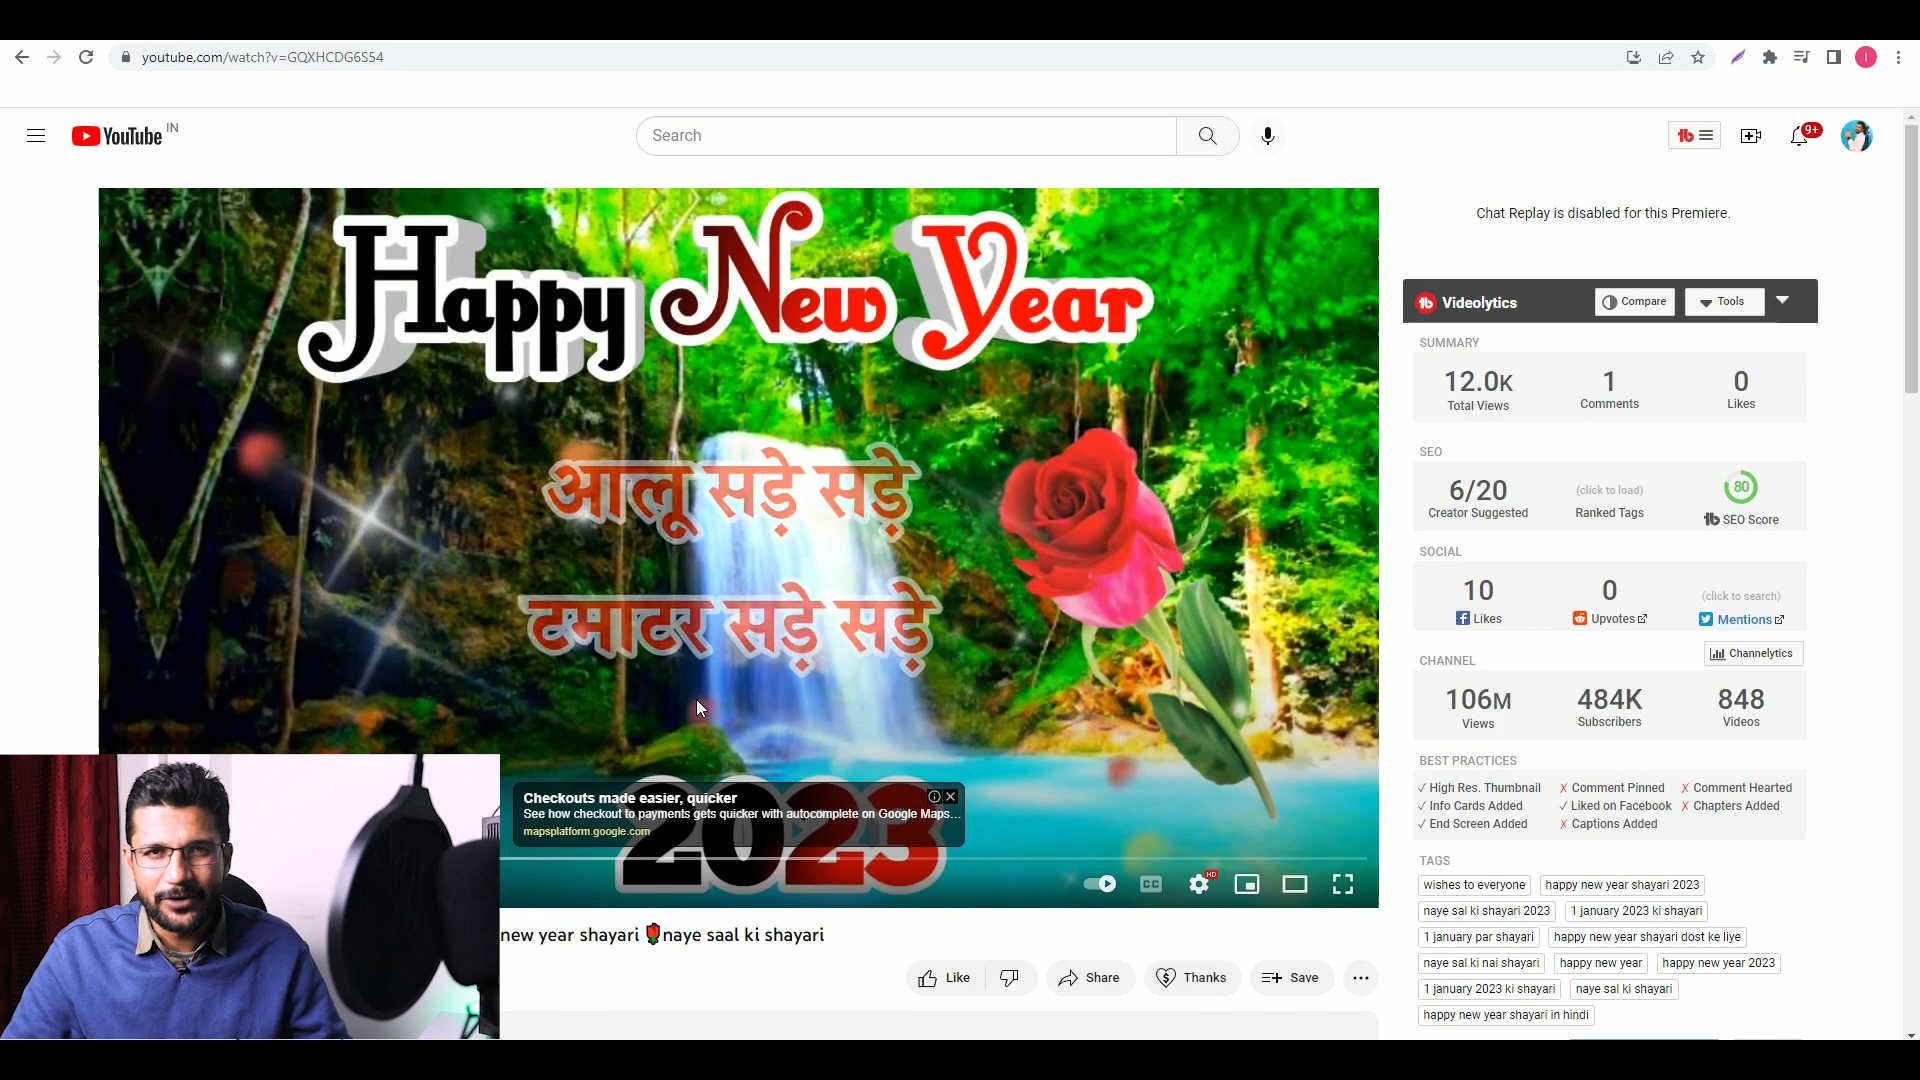 youtube.com/watch?v=GQXHCDG6S54
YouTube IN
Search
9+
Happy New Year
आलू सड़े सड़े
टमाटर सड़े सड़े
2023
Checkouts made easier, quicker
See how checkout to payments gets quicker with autocomplete on Google Maps...
mapsplatform.google.com
CC
HD
new year shayari 🌹naye saal ki shayari
Like
Share
Thanks
Save
Chat Replay is disabled for this Premiere.
Videolytics
Compare
Tools
SUMMARY
12.0K 1 0
Total Views Comments Likes
SEO
6/20 (click to load) 80
Creator Suggested Ranked Tags SEO Score
SOCIAL
10 0 (click to search)
Likes Upvotes Mentions
CHANNEL Channelytics
106M 484K 848
Views Subscribers Videos
BEST PRACTICES
✓ High Res. Thumbnail ✗ Comment Pinned ✗ Comment Hearted
✓ Info Cards Added ✓ Liked on Facebook ✗ Chapters Added
✓ End Screen Added ✗ Captions Added
TAGS
wishes to everyone happy new year shayari 2023
naye sal ki shayari 2023 1 january 2023 ki shayari
1 january par shayari happy new year shayari dost ke liye
naye sal ki nai shayari happy new year happy new year 2023
1 january 2023 ki shayari naye sal ki shayari
happy new year shayari in hindi